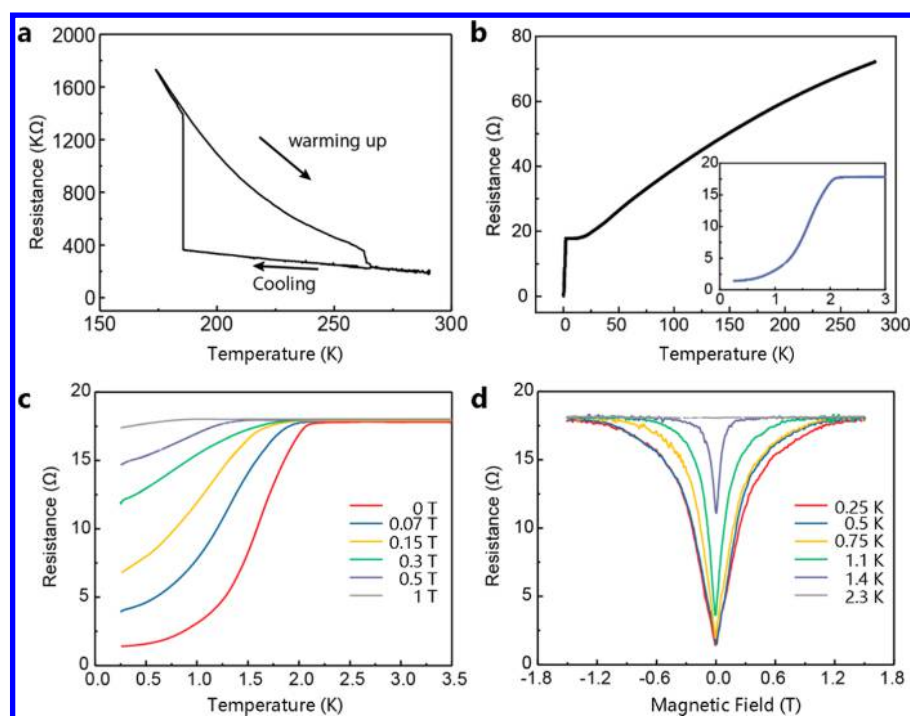 a
2000
1600
1200
800
400
0
Resistance (KΩ)
warming up
Cooling
150 200 250 300
Temperature (K)
b
80
60
40
20
0
Resistance (Ω)
20
15
10
5
0
0 1 2 3
0 50 100 150 200 250 300
Temperature (K)
c
20
15
10
5
0
Resistance (Ω)
0 T
0.07 T
0.15 T
0.3 T
0.5 T
1 T
0.0 0.5 1.0 1.5 2.0 2.5 3.0 3.5
Temperature (K)
d
20
15
10
5
0
Resistance (Ω)
0.25 K
0.5 K
0.75 K
1.1 K
1.4 K
2.3 K
-1.8 -1.2 -0.6 0.0 0.6 1.2 1.8
Magnetic Field (T)